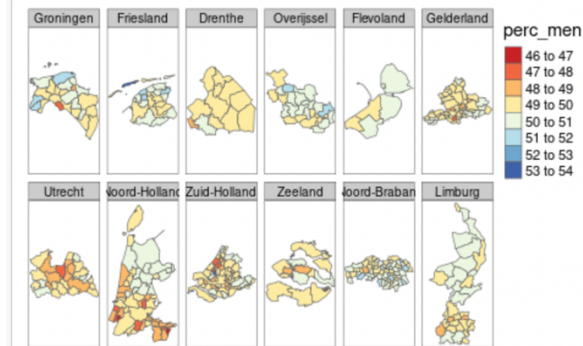 Groningen
Friesland
Drenthe
Overijssel
Flevoland
Gelderland
perc_men
46 to 47
47 to 48
48 to 49
49 to 50
50 to 51
51 to 52
52 to 53
53 to 54
Utrecht
Noord-Holland
Zuid-Holland
Zeeland
Noord-Braban
Limburg